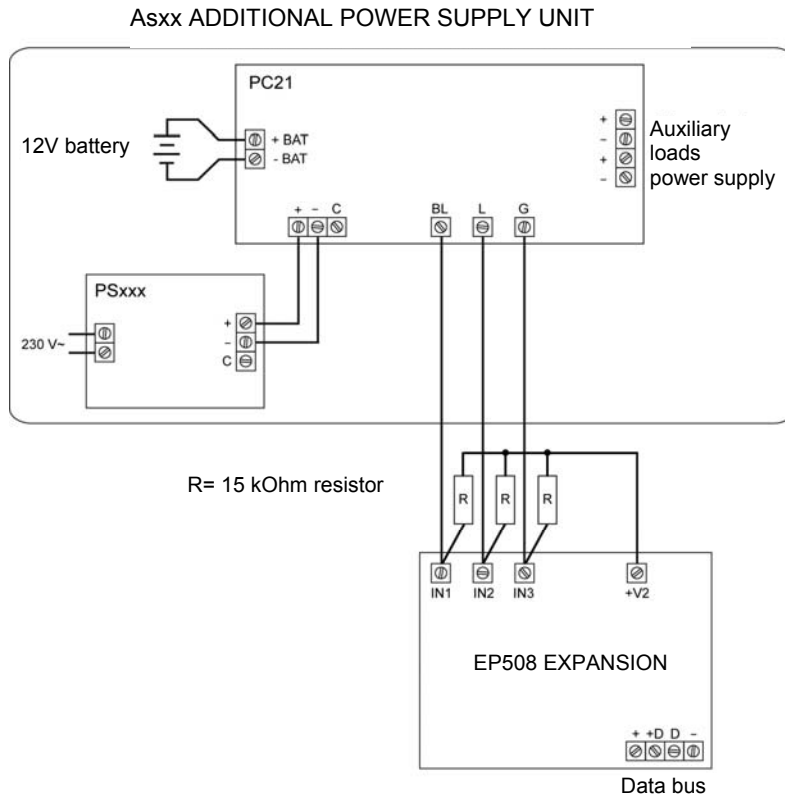 Asxx ADDITIONAL POWER SUPPLY UNIT
PC21
12V battery
+ BAT
- BAT
+
-
+
-
Auxiliary
loads
power supply
+ - C
BL L G
PSxxx
230 V~
+
-
C
R= 15 kOhm resistor
R R R
IN1 IN2 IN3 +V2
EP508 EXPANSION
+ +D D -
Data bus